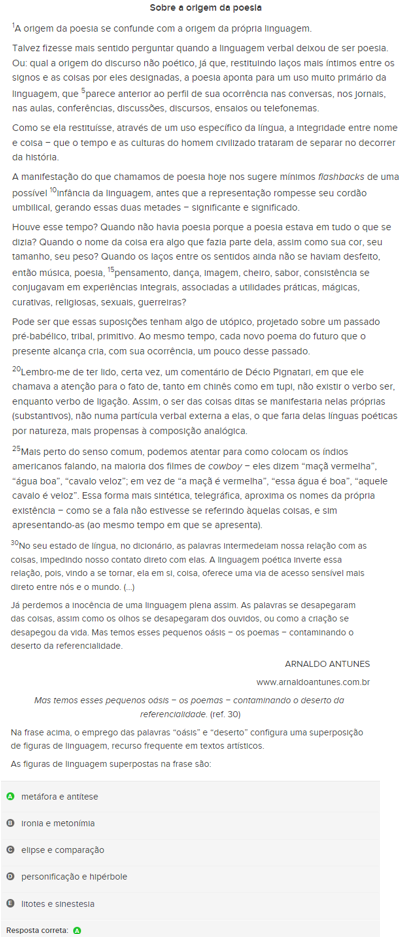 Sobre a origem da poesia
¹A origem da poesia se confunde com a origem da própria linguagem.
Talvez fizesse mais sentido perguntar quando a linguagem verbal deixou de ser poesia.
Ou: qual a origem do discurso não poético, já que, restituindo laços mais íntimos entre os
signos e as coisas por eles designadas, a poesia aponta para um uso muito primário da
linguagem, que ⁵parece anterior ao perfil de sua ocorrência nas conversas, nos jornais,
nas aulas, conferências, discussões, discursos, ensaios ou telefonemas.
Como se ela restituísse, através de um uso específico da língua, a integridade entre nome
e coisa – que o tempo e as culturas do homem civilizado trataram de separar no decorrer
da história.
A manifestação do que chamamos de poesia hoje nos sugere mínimos flashbacks de uma
possível ¹⁰infância da linguagem, antes que a representação rompesse seu cordão
umbilical, gerando essas duas metades – significante e significado.
Houve esse tempo? Quando não havia poesia porque a poesia estava em tudo o que se
dizia? Quando o nome da coisa era algo que fazia parte dela, assim como sua cor, seu
tamanho, seu peso? Quando os laços entre os sentidos ainda não se haviam desfeito,
então música, poesia, ¹⁵pensamento, dança, imagem, cheiro, sabor, consistência se
conjugavam em experiências integrais, associadas a utilidades práticas, mágicas,
curativas, religiosas, sexuais, guerreiras?
Pode ser que essas suposições tenham algo de utópico, projetado sobre um passado
pré-babélico, tribal, primitivo. Ao mesmo tempo, cada novo poema do futuro que o
presente alcança cria, com sua ocorrência, um pouco desse passado.
²⁰Lembro-me de ter lido, certa vez, um comentário de Décio Pignatari, em que ele
chamava a atenção para o fato de, tanto em chinês como em tupi, não existir o verbo ser,
enquanto verbo de ligação. Assim, o ser das coisas ditas se manifestaria nelas próprias
(substantivos), não numa partícula verbal externa a elas, o que faria delas línguas poéticas
por natureza, mais propensas à composição analógica.
²⁵Mais perto do senso comum, podemos atentar para como colocam os índios
americanos falando, na maioria dos filmes de cowboy – eles dizem “maçã vermelha”,
“água boa”, “cavalo veloz”; em vez de “a maçã é vermelha”, “essa água é boa”, “aquele
cavalo é veloz”. Essa forma mais sintética, telegráfica, aproxima os nomes da própria
existência – como se a fala não estivesse se referindo àquelas coisas, e sim
apresentando-as (ao mesmo tempo em que se apresenta).
³⁰No seu estado de língua, no dicionário, as palavras intermedeiam nossa relação com as
coisas, impedindo nosso contato direto com elas. A linguagem poética inverte essa
relação, pois, vindo a se tornar, ela em si, coisa, oferece uma via de acesso sensível mais
direto entre nós e o mundo. (...)
Já perdemos a inocência de uma linguagem plena assim. As palavras se desapegaram
das coisas, assim como os olhos se desapegaram dos ouvidos, ou como a criação se
desapegou da vida. Mas temos esses pequenos oásis – os poemas – contaminando o
deserto da referencialidade.
ARNALDO ANTUNES
www.arnaldoantunes.com.br
Mas temos esses pequenos oásis – os poemas – contaminando o deserto da
referencialidade. (ref. 30)
Na frase acima, o emprego das palavras “oásis” e “deserto” configura uma superposição
de figuras de linguagem, recurso frequente em textos artísticos.
As figuras de linguagem superpostas na frase são:
A metáfora e antítese
B ironia e metonímia
C elipse e comparação
D personificação e hipérbole
E litotes e sinestesia
Resposta correta: A